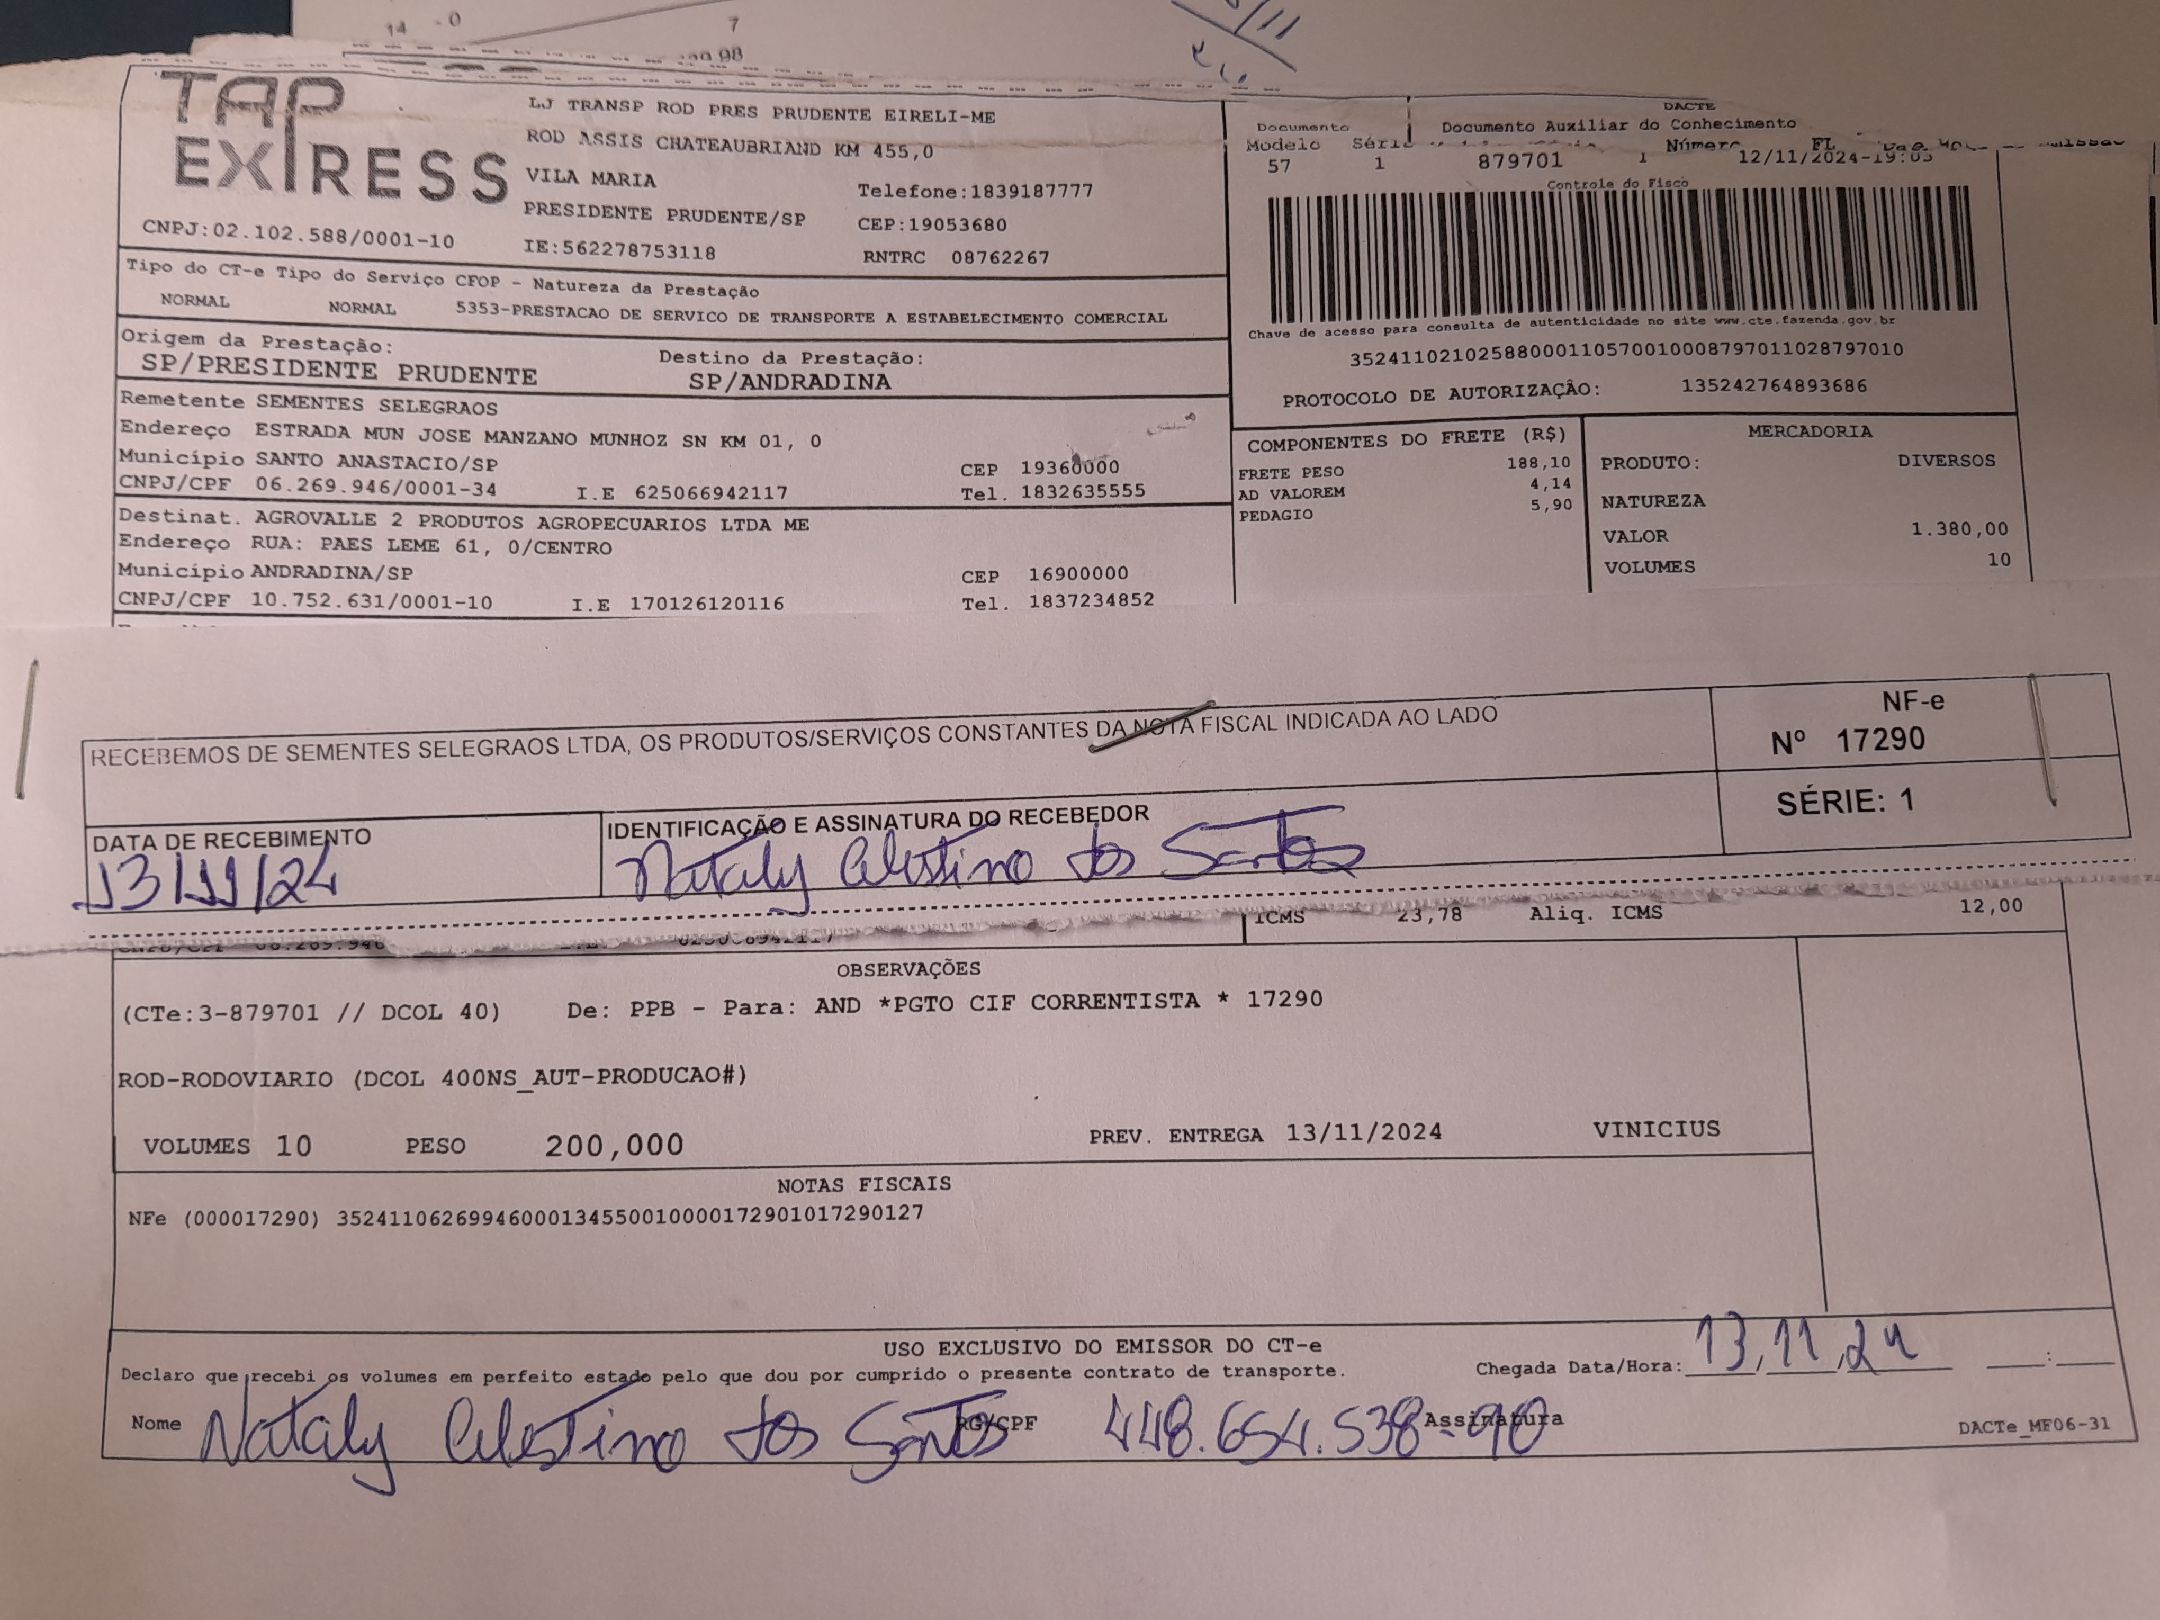 14 - 0 7
TAP EXPRESS
LJ TRANSP ROD PRES PRUDENTE EIRELI-ME
ROD ASSIS CHATEAUBRIAND KM 455,0
VILA MARIA
Telefone:1839187777
PRESIDENTE PRUDENTE/SP CEP:19053680
CNPJ:02.102.588/0001-10 IE:562278753118 RNTRC 08762267
DACTE
Documento Documento Auxiliar do Conhecimento
Modelo Série Número FL
57 1 879701 1 12/11/2024-19:03
Controle do Fisco
Chave de acesso para consulta de autenticidade no site www.cte.fazenda.gov.br
35241102102588000110570010008797011028797010
PROTOCOLO DE AUTORIZAÇÃO: 135242764893686
Tipo do CT-e Tipo do Serviço CFOP - Natureza da Prestação
NORMAL NORMAL 5353-PRESTACAO DE SERVICO DE TRANSPORTE A ESTABELECIMENTO COMERCIAL
Origem da Prestação: Destino da Prestação:
SP/PRESIDENTE PRUDENTE SP/ANDRADINA
Remetente SEMENTES SELEGRAOS
Endereço ESTRADA MUN JOSE MANZANO MUNHOZ SN KM 01, 0
Município SANTO ANASTACIO/SP CEP 19360000
CNPJ/CPF 06.269.946/0001-34 I.E 625066942117 Tel. 1832635555
Destinat. AGROVALLE 2 PRODUTOS AGROPECUARIOS LTDA ME
Endereço RUA: PAES LEME 61, 0/CENTRO
Município ANDRADINA/SP CEP 16900000
CNPJ/CPF 10.752.631/0001-10 I.E 170126120116 Tel. 1837234852
COMPONENTES DO FRETE (R$)
FRETE PESO 188,10
AD VALOREM 4,14
PEDAGIO 5,90
MERCADORIA
PRODUTO: DIVERSOS
NATUREZA
VALOR 1.380,00
VOLUMES 10
RECEBEMOS DE SEMENTES SELEGRAOS LTDA, OS PRODUTOS/SERVIÇOS CONSTANTES DA NOTA FISCAL INDICADA AO LADO
NF-e
Nº 17290
SÉRIE: 1
DATA DE RECEBIMENTO IDENTIFICAÇÃO E ASSINATURA DO RECEBEDOR
13/11/24 Nataly Celestino dos Santos
ICMS 23,78 Aliq. ICMS 12,00
OBSERVAÇÕES
(CTe:3-879701 // DCOL 40) De: PPB - Para: AND *PGTO CIF CORRENTISTA * 17290
ROD-RODOVIARIO (DCOL 400NS_AUT-PRODUCAO#)
VOLUMES 10 PESO 200,000 PREV. ENTREGA 13/11/2024 VINICIUS
NOTAS FISCAIS
NFe (000017290) 35241106269946000134550010000172901017290127
USO EXCLUSIVO DO EMISSOR DO CT-e
Declaro que recebi os volumes em perfeito estado pelo que dou por cumprido o presente contrato de transporte. Chegada Data/Hora: 13/11/24 :
Nome Nataly Celestino dos Santos RG/CPF 448.654.538-90 Assinatura
DACTe_MF06-31